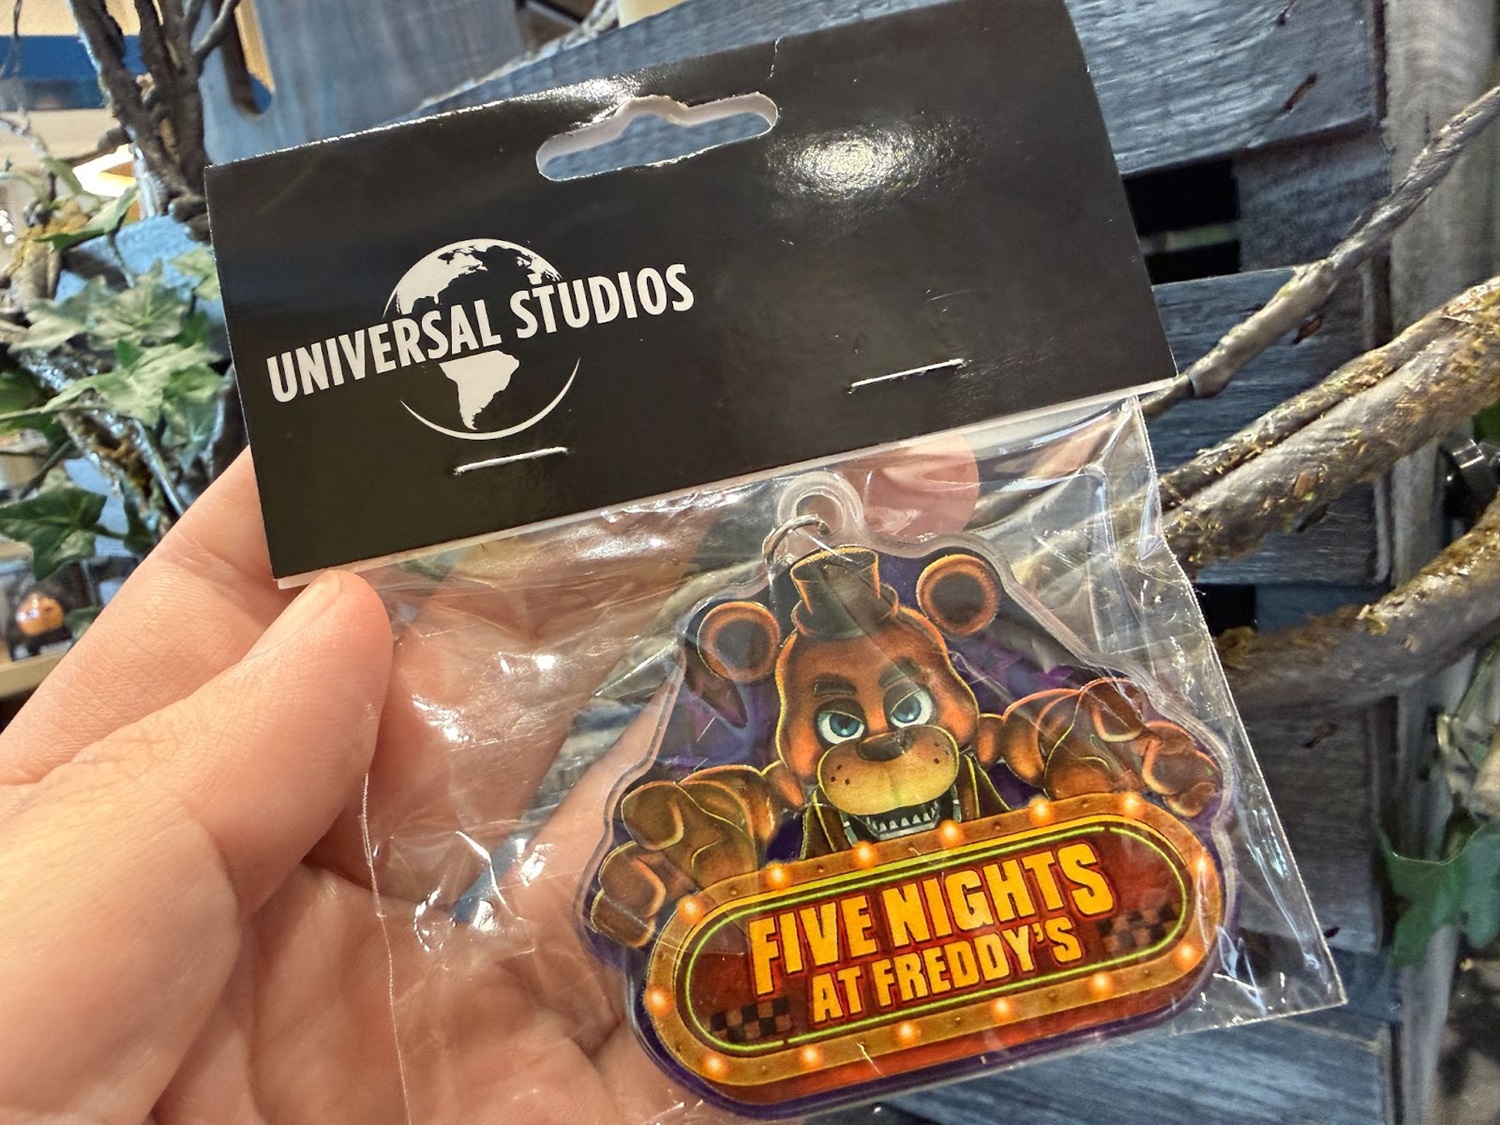 UNIVERSAL STUDIOS
FIVE NIGHTS
AT FREDDY'S